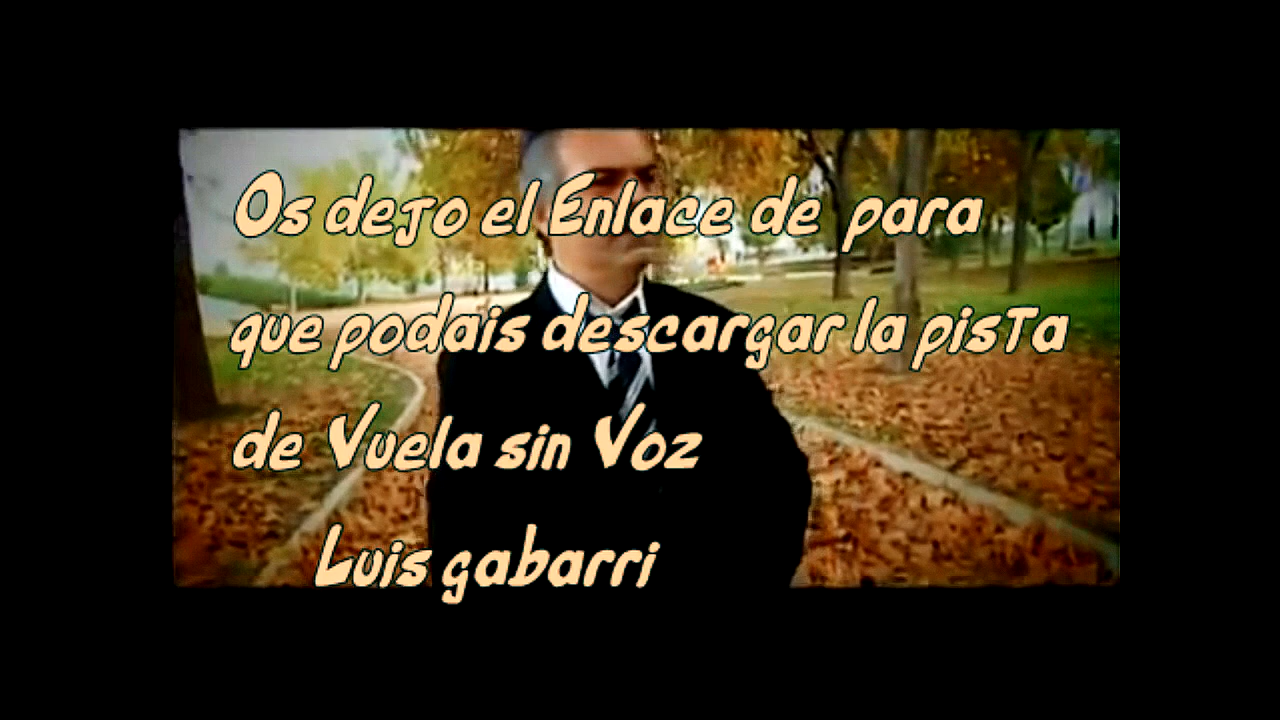 Os dejo el Enlace de para
que podais descargar la pista
de Vuela sin Voz
Luis gabarri